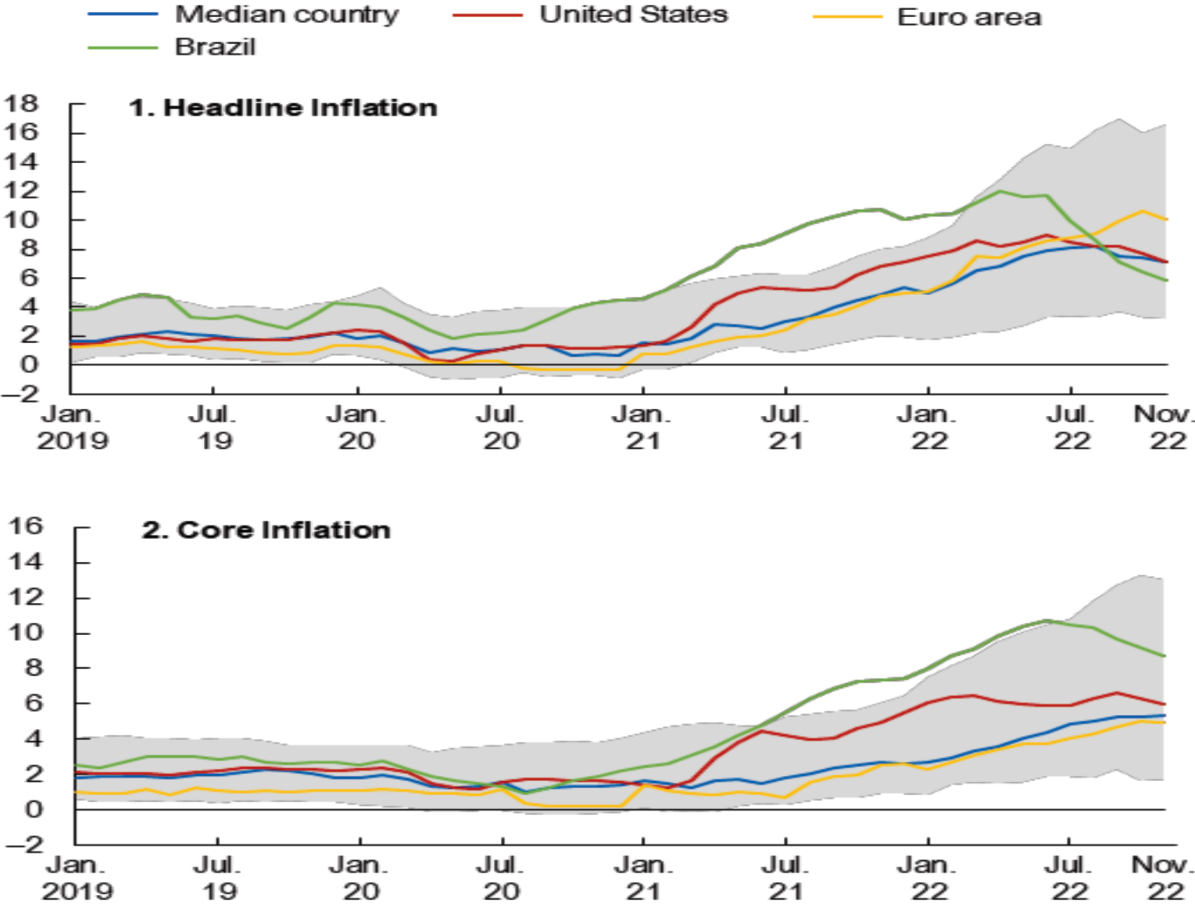 Median country United States Euro area
Brazil
1. Headline Inflation
18
16
14
12
10
8
6
4
2
0
–2
Jan. Jul. Jan. Jul. Jan. Jul. Jan. Jul. Nov.
2019 19 20 20 21 21 22 22 22
2. Core Inflation
16
14
12
10
8
6
4
2
0
–2
Jan. Jul. Jan. Jul. Jan. Jul. Jan. Jul. Nov.
2019 19 20 20 21 21 22 22 22